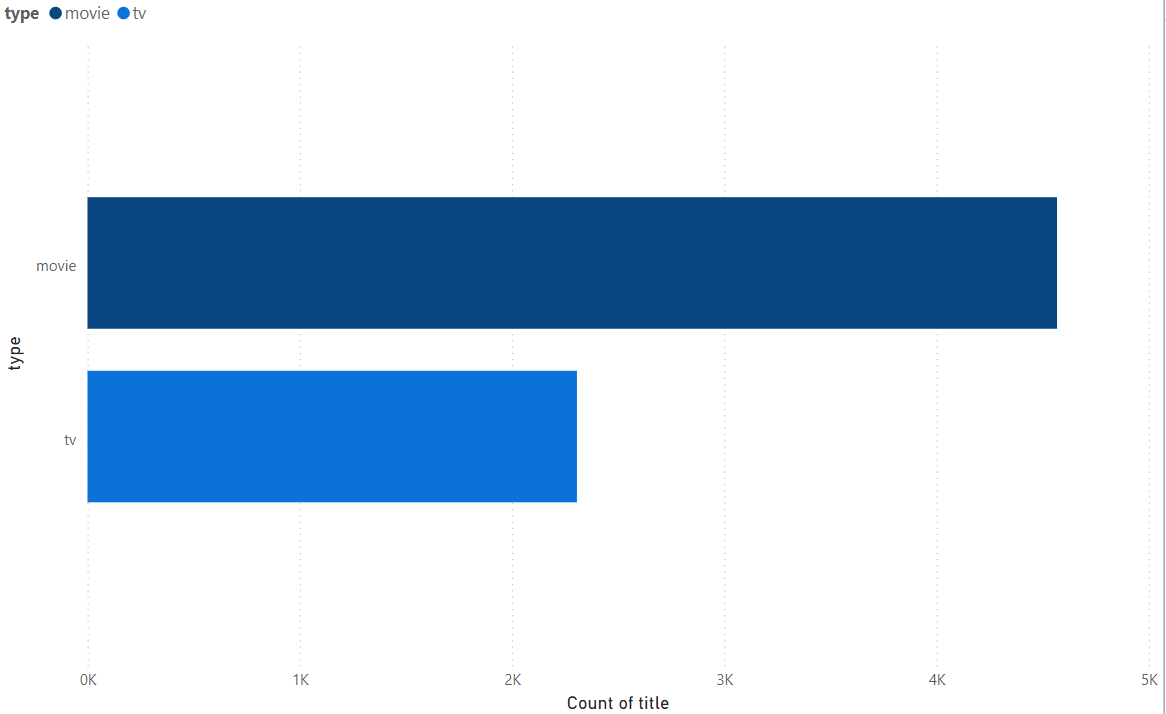 type movie tv
movie
type
tv
0K 1K 2K 3K 4K 5K
Count of title